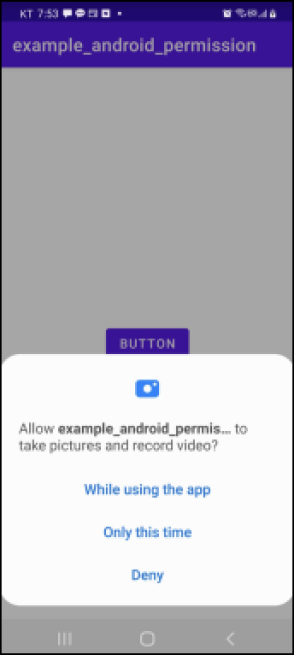 KT 7:53
example_android_permission
BUTTON
Allow example_android_permis... to
take pictures and record video?
While using the app
Only this time
Deny